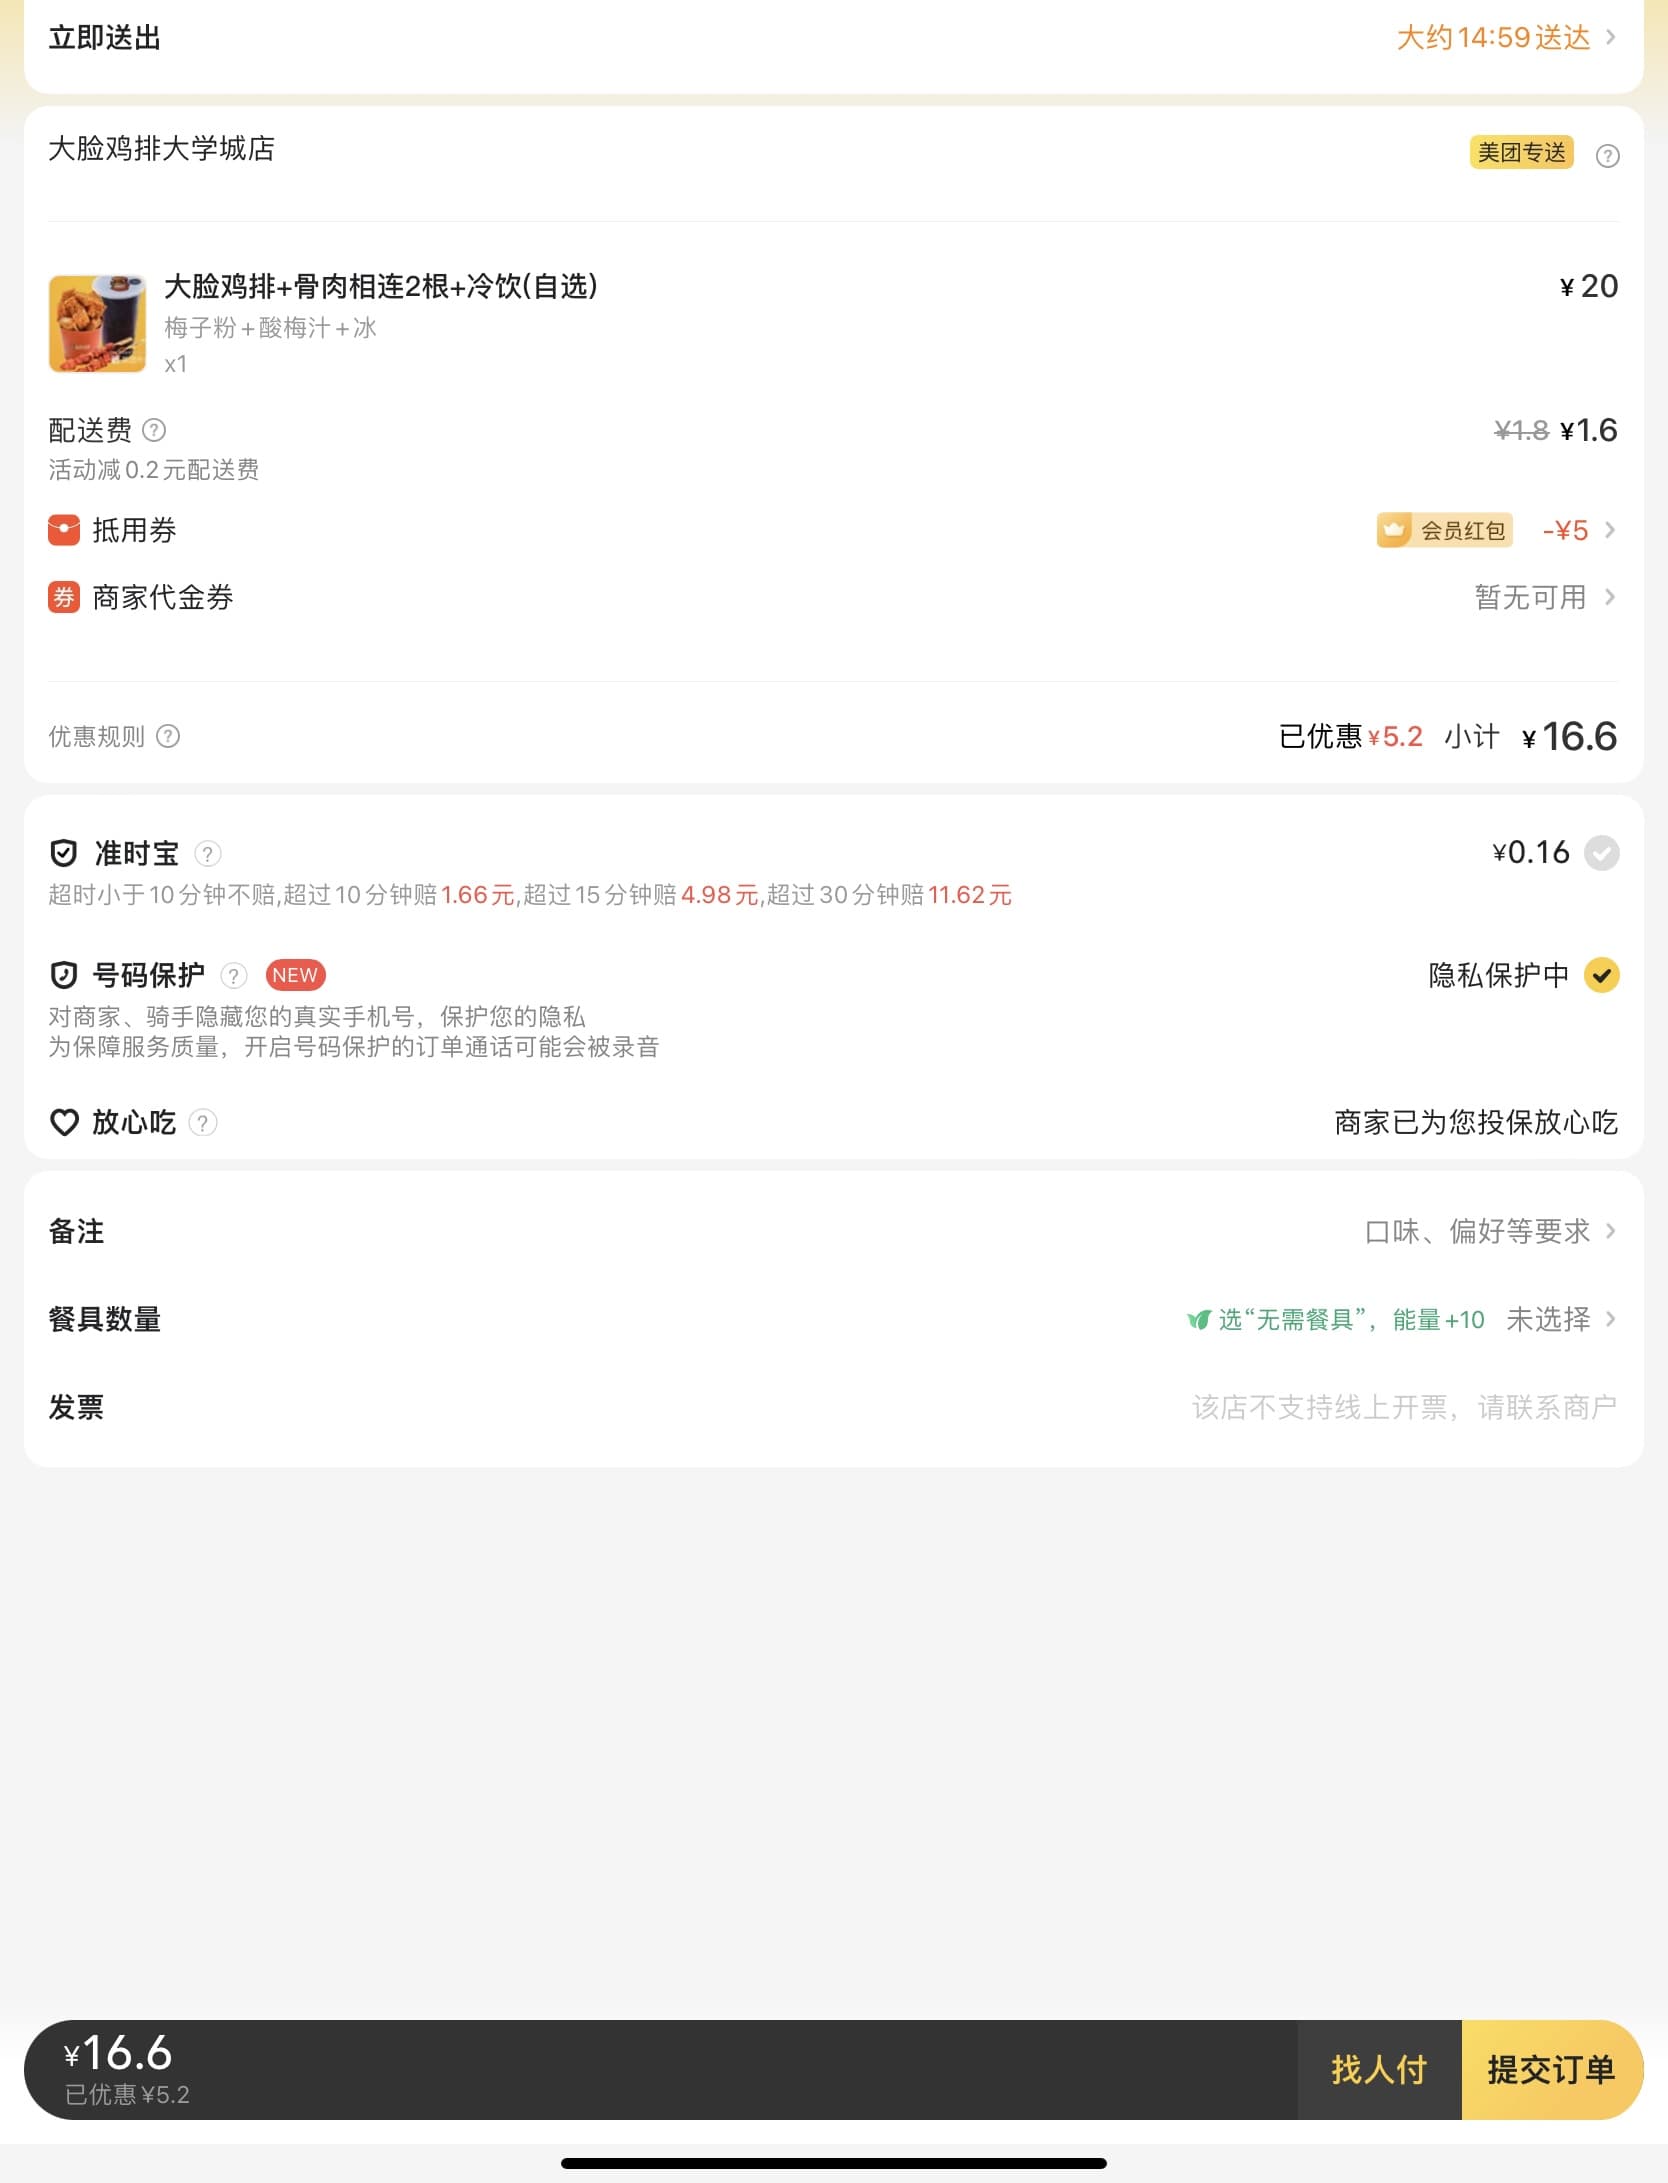 立即送出
大约14:59送达
大脸鸡排大学城店
美团专送
大脸鸡排+骨肉相连2根+冷饮(自选)
¥20
梅子粉+酸梅汁+冰
x1
配送费
¥1.8 ¥1.6
活动减0.2元配送费
抵用券
会员红包 -¥5
券 商家代金券
暂无可用
优惠规则
已优惠¥5.2 小计 ¥16.6
准时宝
¥0.16
超时小于10分钟不赔,超过10分钟赔1.66元,超过15分钟赔4.98元,超过30分钟赔11.62元
号码保护 NEW
隐私保护中
对商家、骑手隐藏您的真实手机号，保护您的隐私
为保障服务质量，开启号码保护的订单通话可能会被录音
放心吃
商家已为您投保放心吃
备注
口味、偏好等要求
餐具数量
选“无需餐具”，能量+10 未选择
发票
该店不支持线上开票，请联系商户
¥16.6
已优惠¥5.2
找人付
提交订单